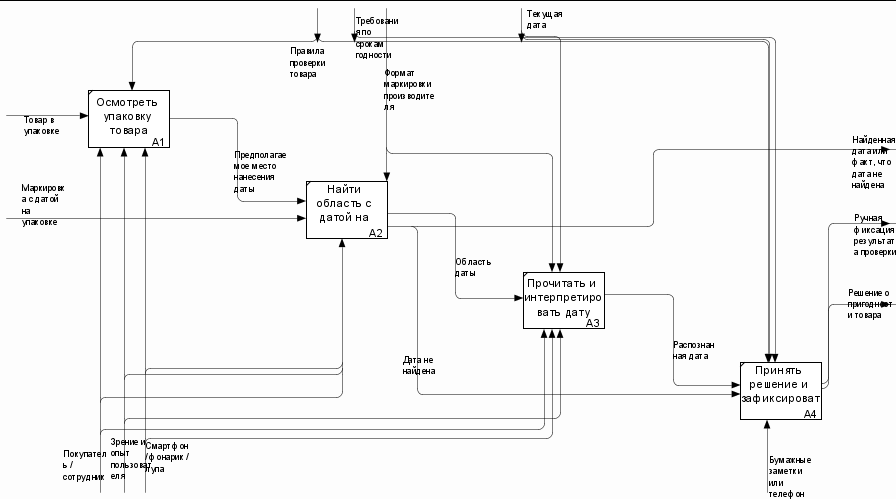 Правила
проверки
товара
Требовани
я по
срокам
годности
Формат
маркировки
производите
ля
Текущая
дата
Осмотреть
упаковку
товара
A1
Товар в
упаковке
Предполагае
мое место
нанесения
даты
Маркировк
а с датой
на
упаковке
Найти
область с
датой на
A2
Найденная
дата или
факт, что
дата не
найдена
Ручная
фиксация
результат
а проверки
Область
даты
Прочитать и
интерпретиро
вать дату
A3
Решение о
пригодност
и товара
Дата не
найдена
Распознан
ная дата
Принять
решение и
зафиксироват
A4
Покупател
ь /
сотрудник
Зрение и
опыт
пользоват
еля
Смартфон
/фонарик /
лупа
Бумажные
заметки
или
телефон